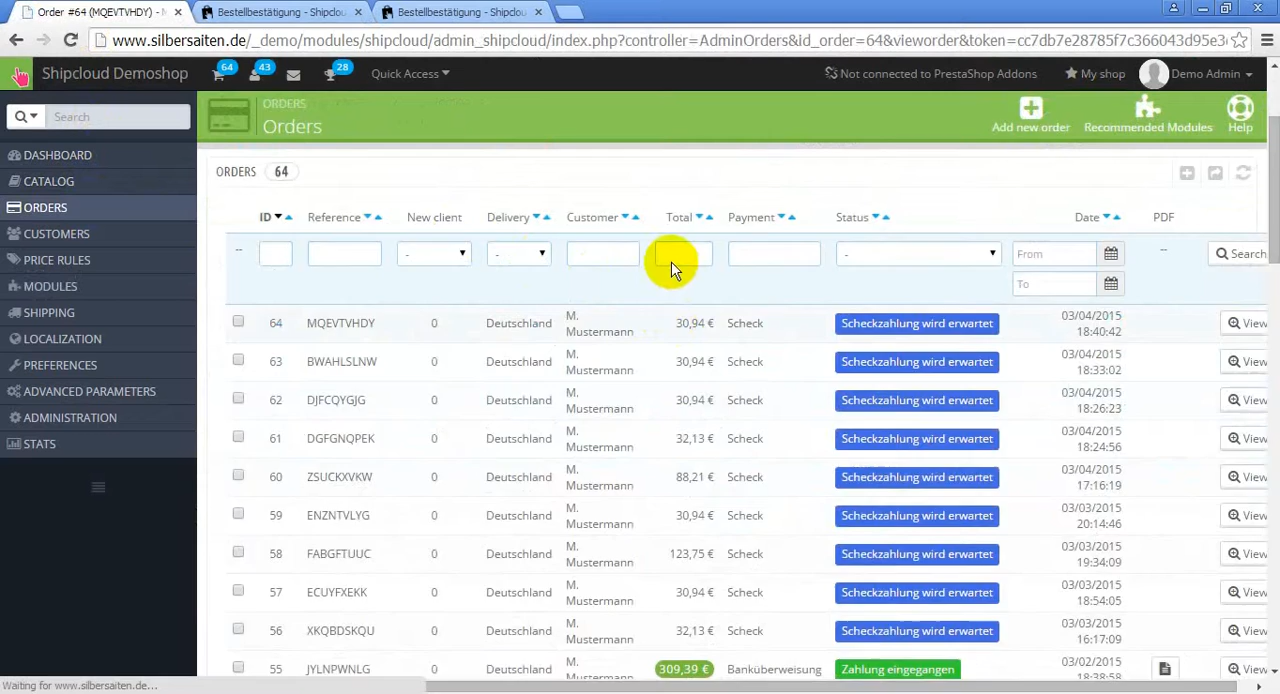 Order #64 (MQEVTVHDY) -
Bestellbestätigung - Shipclou
Bestellbestätigung - Shipclou
www.silbersaiten.de/_demo/modules/shipcloud/admin_shipcloud/index.php?controller=AdminOrders&id_order=64&vieworder&token=cc7db7e28785f7c366043d95e3
Shipcloud Demoshop
64
43
28
Quick Access
Not connected to PrestaShop Addons
My shop
Demo Admin
Search
DASHBOARD
CATALOG
ORDERS
CUSTOMERS
PRICE RULES
MODULES
SHIPPING
LOCALIZATION
PREFERENCES
ADVANCED PARAMETERS
ADMINISTRATION
STATS
ORDERS
Orders
Add new order
Recommended Modules
Help
ORDERS 64
ID Reference New client Delivery Customer Total Payment Status Date PDF
-- - - - From -- Search
To
64 MQEVTVHDY 0 Deutschland M. Mustermann 30,94 € Scheck Scheckzahlung wird erwartet 03/04/2015 18:40:42 View
63 BWAHLSLNW 0 Deutschland M. Mustermann 30,94 € Scheck Scheckzahlung wird erwartet 03/04/2015 18:33:02 View
62 DJFCQYGJG 0 Deutschland M. Mustermann 30,94 € Scheck Scheckzahlung wird erwartet 03/04/2015 18:26:23 View
61 DGFGNQPEK 0 Deutschland M. Mustermann 32,13 € Scheck Scheckzahlung wird erwartet 03/04/2015 18:24:56 View
60 ZSUCKXVKW 0 Deutschland M. Mustermann 88,21 € Scheck Scheckzahlung wird erwartet 03/04/2015 17:16:19 View
59 ENZNTVLYG 0 Deutschland M. Mustermann 30,94 € Scheck Scheckzahlung wird erwartet 03/03/2015 20:14:46 View
58 FABGFTUUC 0 Deutschland M. Mustermann 123,75 € Scheck Scheckzahlung wird erwartet 03/03/2015 19:34:09 View
57 ECUYFXEKK 0 Deutschland M. Mustermann 30,94 € Scheck Scheckzahlung wird erwartet 03/03/2015 18:54:05 View
56 XKQBDSKQU 0 Deutschland M. Mustermann 32,13 € Scheck Scheckzahlung wird erwartet 03/03/2015 16:17:09 View
55 JYLNPWNLG 0 Deutschland M. 309,39 € Banküberweisung Zahlung eingegangen 03/02/2015 18:38:58 View
Waiting for www.silbersaiten.de...